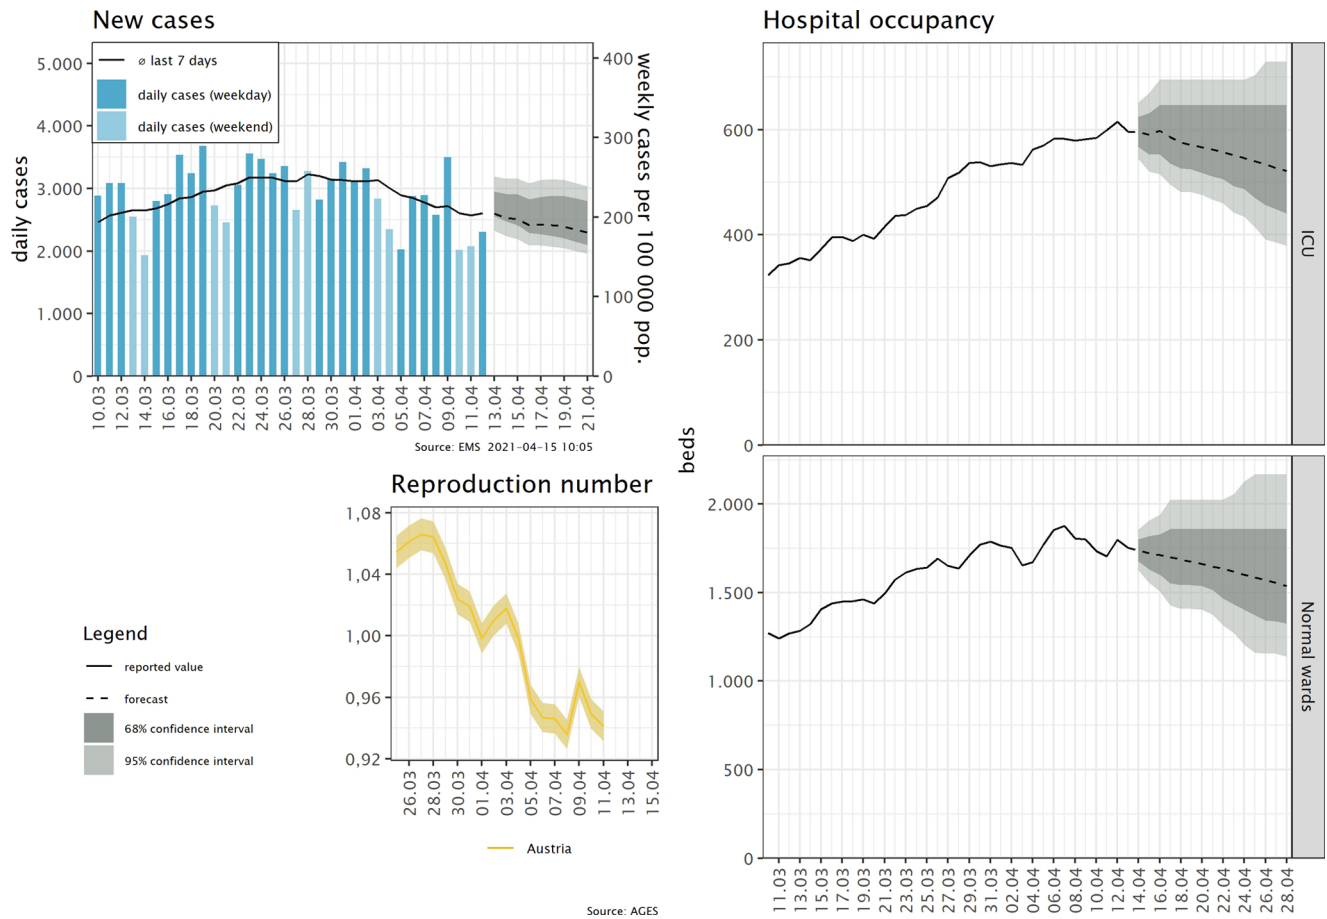 New cases
ø last 7 days
daily cases (weekday)
daily cases (weekend)
daily cases
5.000
4.000
3.000
2.000
1.000
0
weekly cases per 100 000 pop.
400
300
200
100
0
10.03 12.03 14.03 16.03 18.03 20.03 22.03 24.03 26.03 28.03 30.03 01.04 03.04 05.04 07.04 09.04 11.04 13.04 15.04 17.04 19.04 21.04
Source: EMS 2021-04-15 10:05
Reproduction number
1,08
1,04
1,00
0,96
0,92
26.03 28.03 30.03 01.04 03.04 05.04 07.04 09.04 11.04 13.04 15.04
Austria
Source: AGES
Legend
reported value
forecast
68% confidence interval
95% confidence interval
Hospital occupancy
beds
600
400
200
0
ICU
2.000
1.500
1.000
500
0
Normal wards
11.03 13.03 15.03 17.03 19.03 21.03 23.03 25.03 27.03 29.03 31.03 02.04 04.04 06.04 08.04 10.04 12.04 14.04 16.04 18.04 20.04 22.04 24.04 26.04 28.04